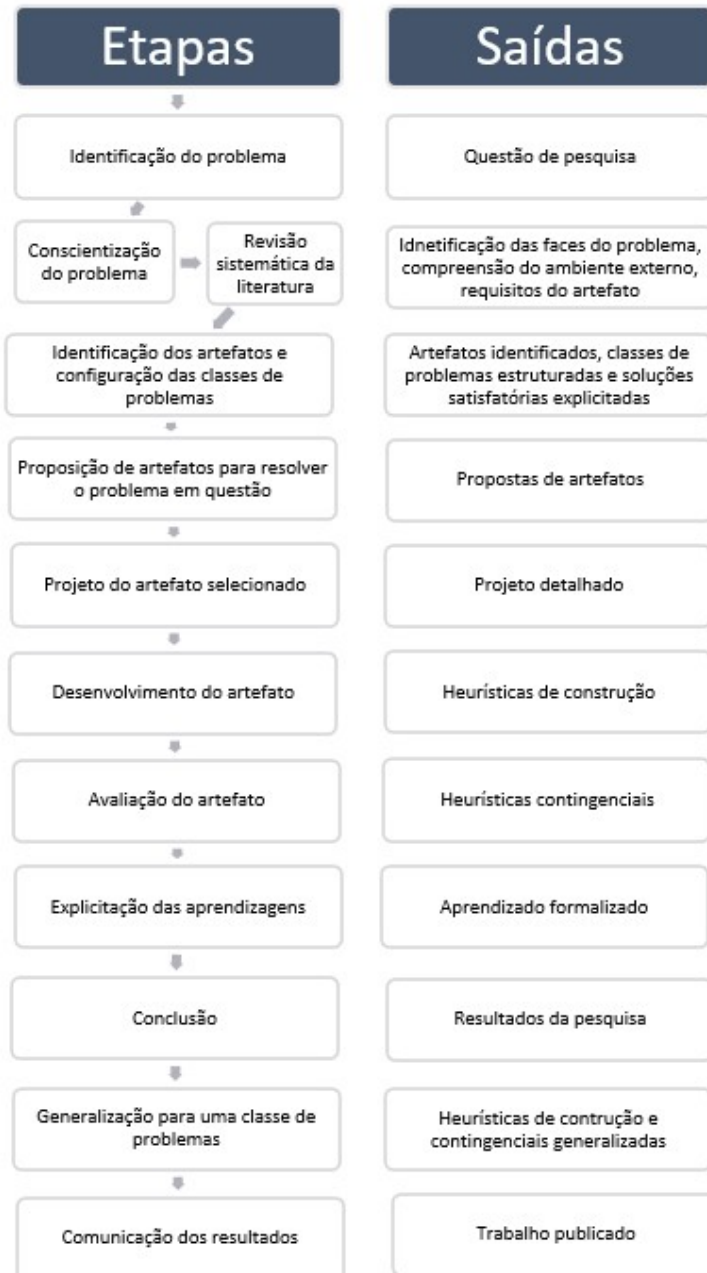 Etapas
Saídas
Identificação do problema
Questão de pesquisa
Conscientização
do problema
Revisão
sistemática da
literatura
Idnetificação das faces do problema,
compreensão do ambiente externo,
requisitos do artefato
Identificação dos artefatos e
configuração das classes de
problemas
Artefatos identificados, classes de
problemas estruturadas e soluções
satisfatórias explicitadas
Proposição de artefatos para resolver
o problema em questão
Propostas de artefatos
Projeto do artefato selecionado
Projeto detalhado
Desenvolvimento do artefato
Heurísticas de construção
Avaliação do artefato
Heurísticas contingenciais
Explicitação das aprendizagens
Aprendizado formalizado
Conclusão
Resultados da pesquisa
Generalização para uma classe de
problemas
Heurísticas de contrução e
contingenciais generalizadas
Comunicação dos resultados
Trabalho publicado